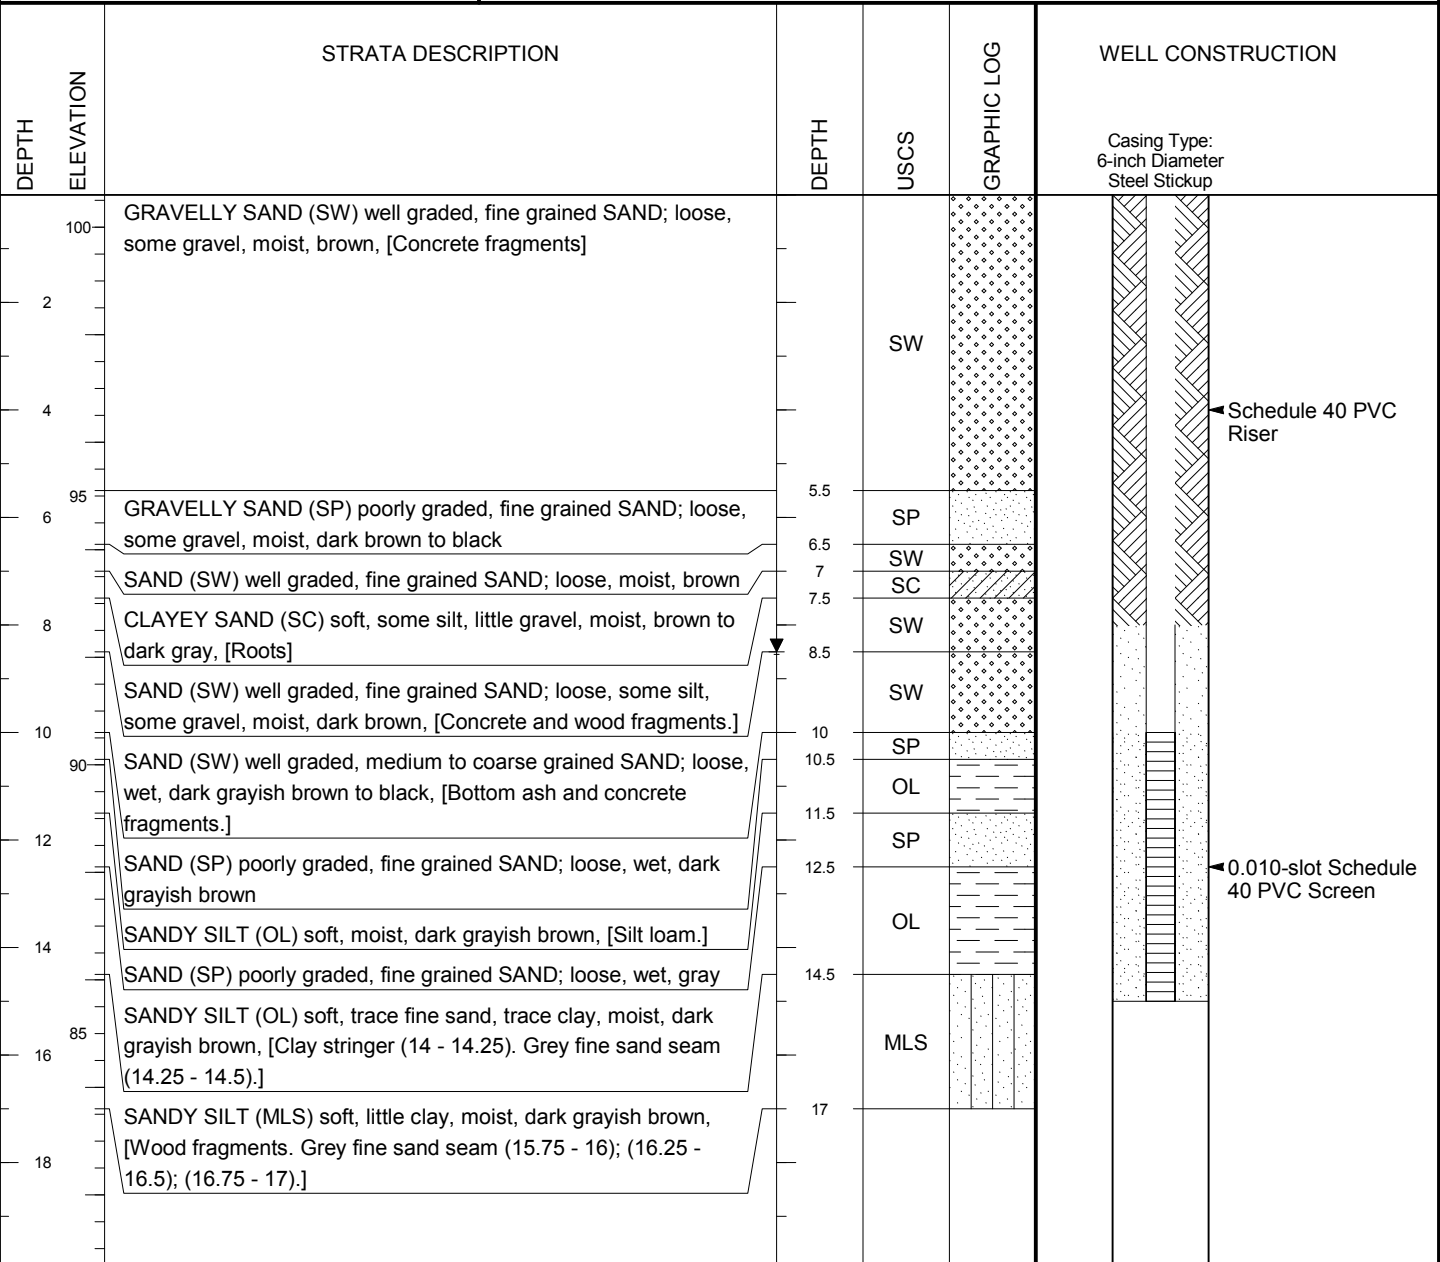 STRATA DESCRIPTION
WELL CONSTRUCTION
DEPTH
ELEVATION
DEPTH
USCS
GRAPHIC LOG
Casing Type:
6-inch Diameter
Steel Stickup
GRAVELLY SAND (SW) well graded, fine grained SAND; loose,
some gravel, moist, brown, [Concrete fragments]
100
2
SW
4
Schedule 40 PVC
Riser
95
5.5
GRAVELLY SAND (SP) poorly graded, fine grained SAND; loose,
some gravel, moist, dark brown to black
6
SP
6.5
SW
SAND (SW) well graded, fine grained SAND; loose, moist, brown
7
SC
7.5
CLAYEY SAND (SC) soft, some silt, little gravel, moist, brown to
dark gray, [Roots]
8
SW
8.5
SAND (SW) well graded, fine grained SAND; loose, some silt,
some gravel, moist, dark brown, [Concrete and wood fragments.]
SW
10
10
SP
10.5
90
SAND (SW) well graded, medium to coarse grained SAND; loose,
wet, dark grayish brown to black, [Bottom ash and concrete
fragments.]
OL
11.5
12
SP
SAND (SP) poorly graded, fine grained SAND; loose, wet, dark
grayish brown
12.5
0.010-slot Schedule
40 PVC Screen
OL
SANDY SILT (OL) soft, moist, dark grayish brown, [Silt loam.]
14
SAND (SP) poorly graded, fine grained SAND; loose, wet, gray
14.5
SANDY SILT (OL) soft, trace fine sand, trace clay, moist, dark
grayish brown, [Clay stringer (14 - 14.25). Grey fine sand seam
(14.25 - 14.5).]
85
16
MLS
SANDY SILT (MLS) soft, little clay, moist, dark grayish brown,
[Wood fragments. Grey fine sand seam (15.75 - 16); (16.25 -
16.5); (16.75 - 17).]
17
18